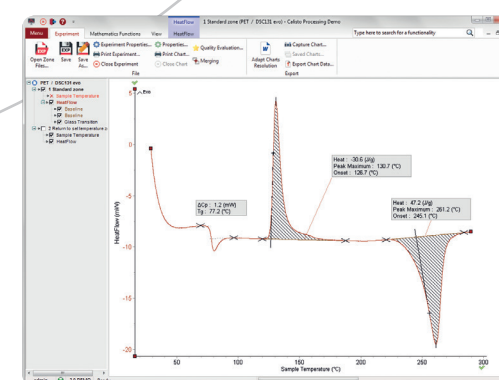 HeatFlow
1 Standard zone (PET / DSC131 evo) - Calisto Processing Demo
Menu Experiment Mathematics Functions View HeatFlow
Type here to search for a functionality
Open Zone Files...
Save
Save As
Experiment Properties...
Print Experiment...
Close Experiment
Properties...
Print Chart...
Close Chart
Quality Evaluation...
Merging
File
Adapt Charts Resolution
Capture Chart...
Saved Charts...
Export Chart Data...
Export
PET / DSC131 evo
1 Standard zone
Sample Temperature
HeatFlow
Baseline
Baseline
Glass Transition
2 Return to set temperature
Sample Temperature
HeatFlow
Exo
5
0
-5
-10
-15
-20
HeatFlow (mW)
ΔCp : 1.2 (mW)
Tg : 77.2 (°C)
Heat : -30.6 (J/g)
Peak Maximum : 130.7 (°C)
Onset : 126.7 (°C)
Heat : 47.2 (J/g)
Peak Maximum : 261.2 (°C)
Onset : 245.1 (°C)
50 100 150 200 250 300
Sample Temperature (°C)
admin